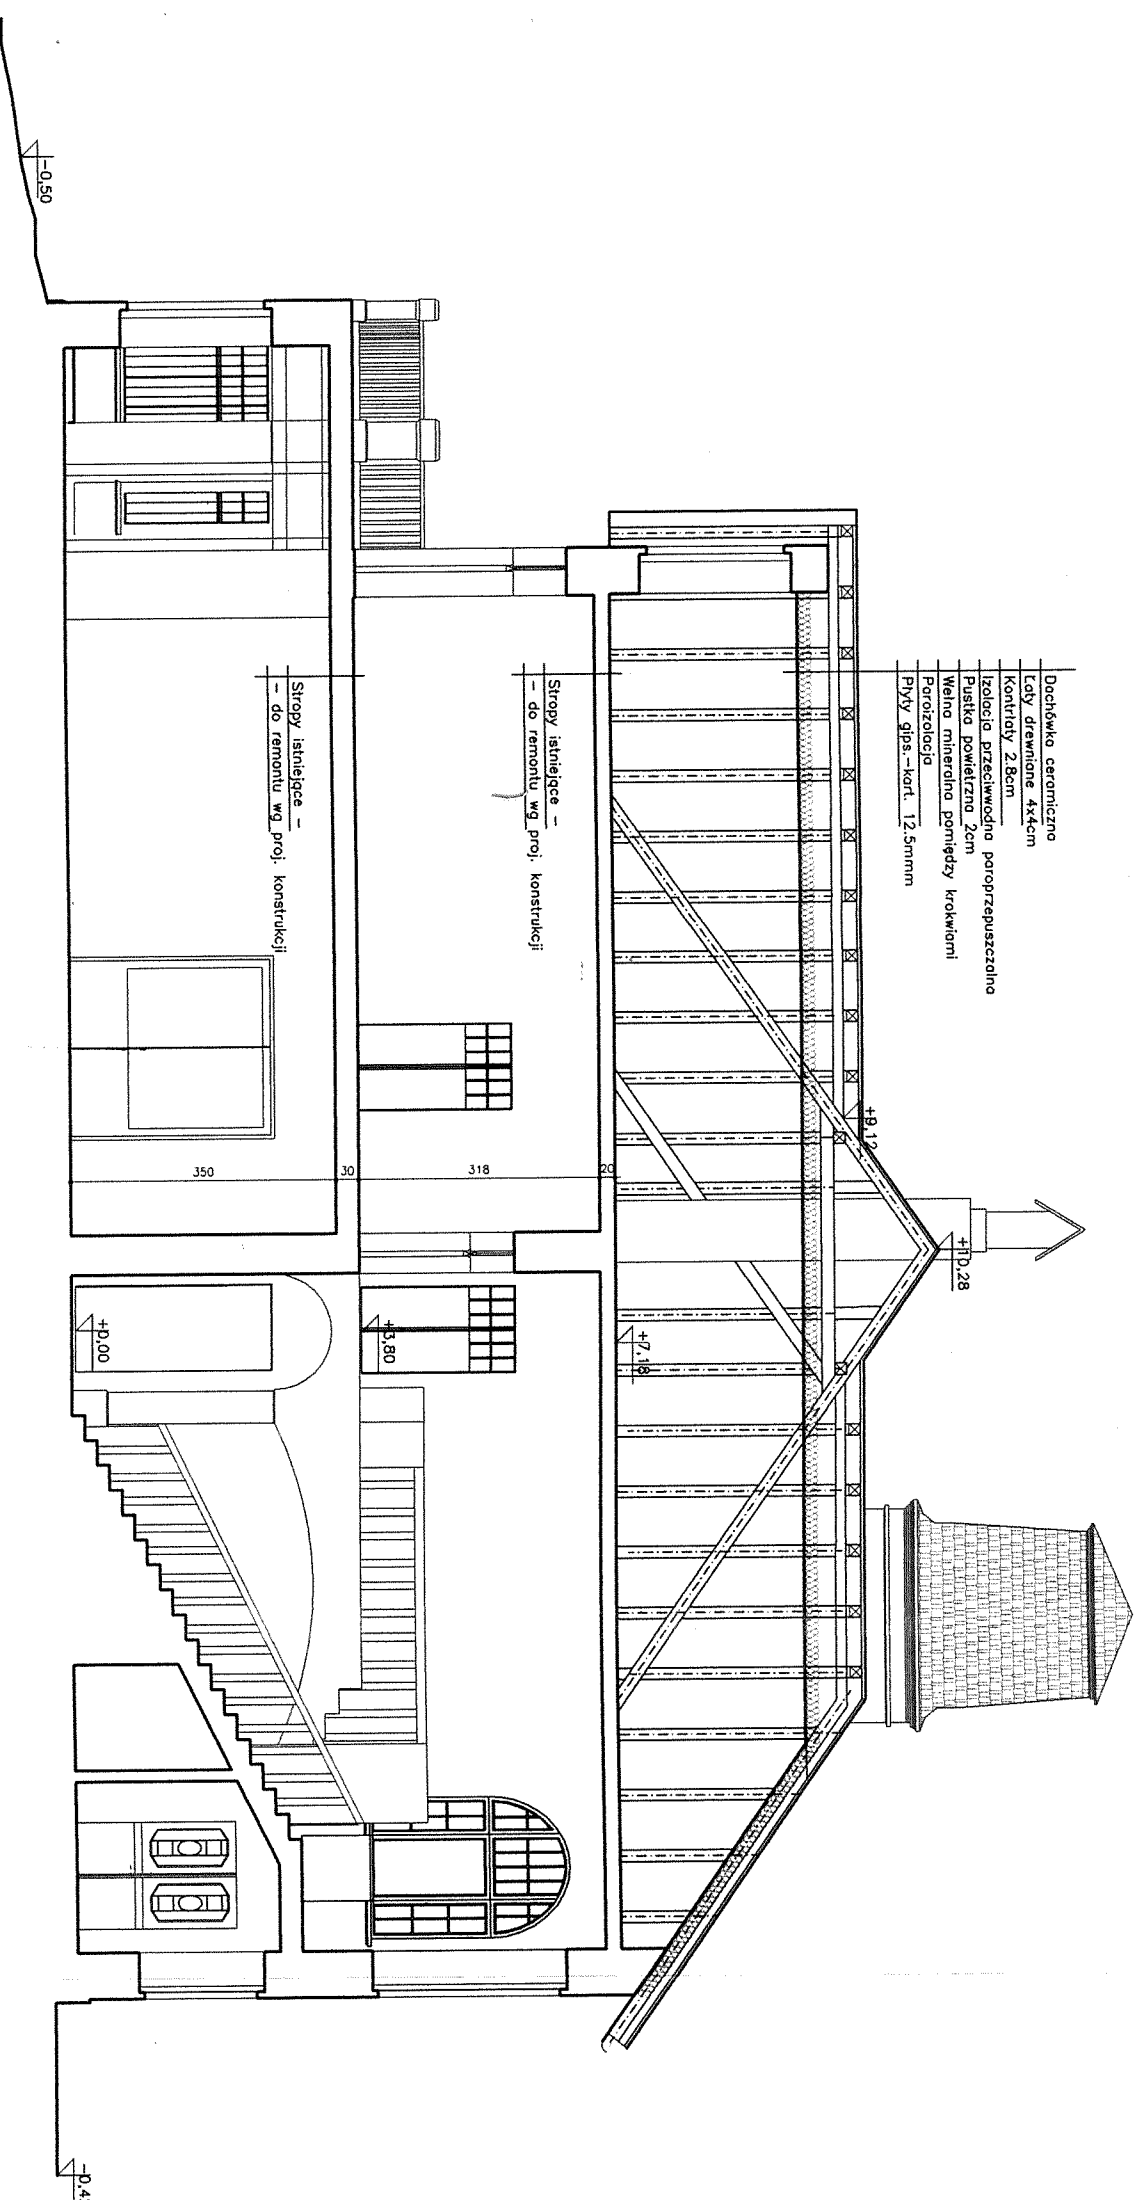 Dachówka ceramiczna
Łaty drewniane 4x4cm
Kontrłaty 2.8cm
Izolacja przeciwwodna paroprzepuszczalna
Pustka powietrzna 2cm
Wełna mineralna pomiędzy krokwiami
Paroizolacja
Płyty gips.-kart. 12.5mmm
+10,28
+9,12
+7,18
Stropy istniejące -
- do remontu wg proj. konstrukcji
+3,80
Stropy istniejące -
- do remontu wg proj. konstrukcji
20
318
30
350
+0,00
-0,50